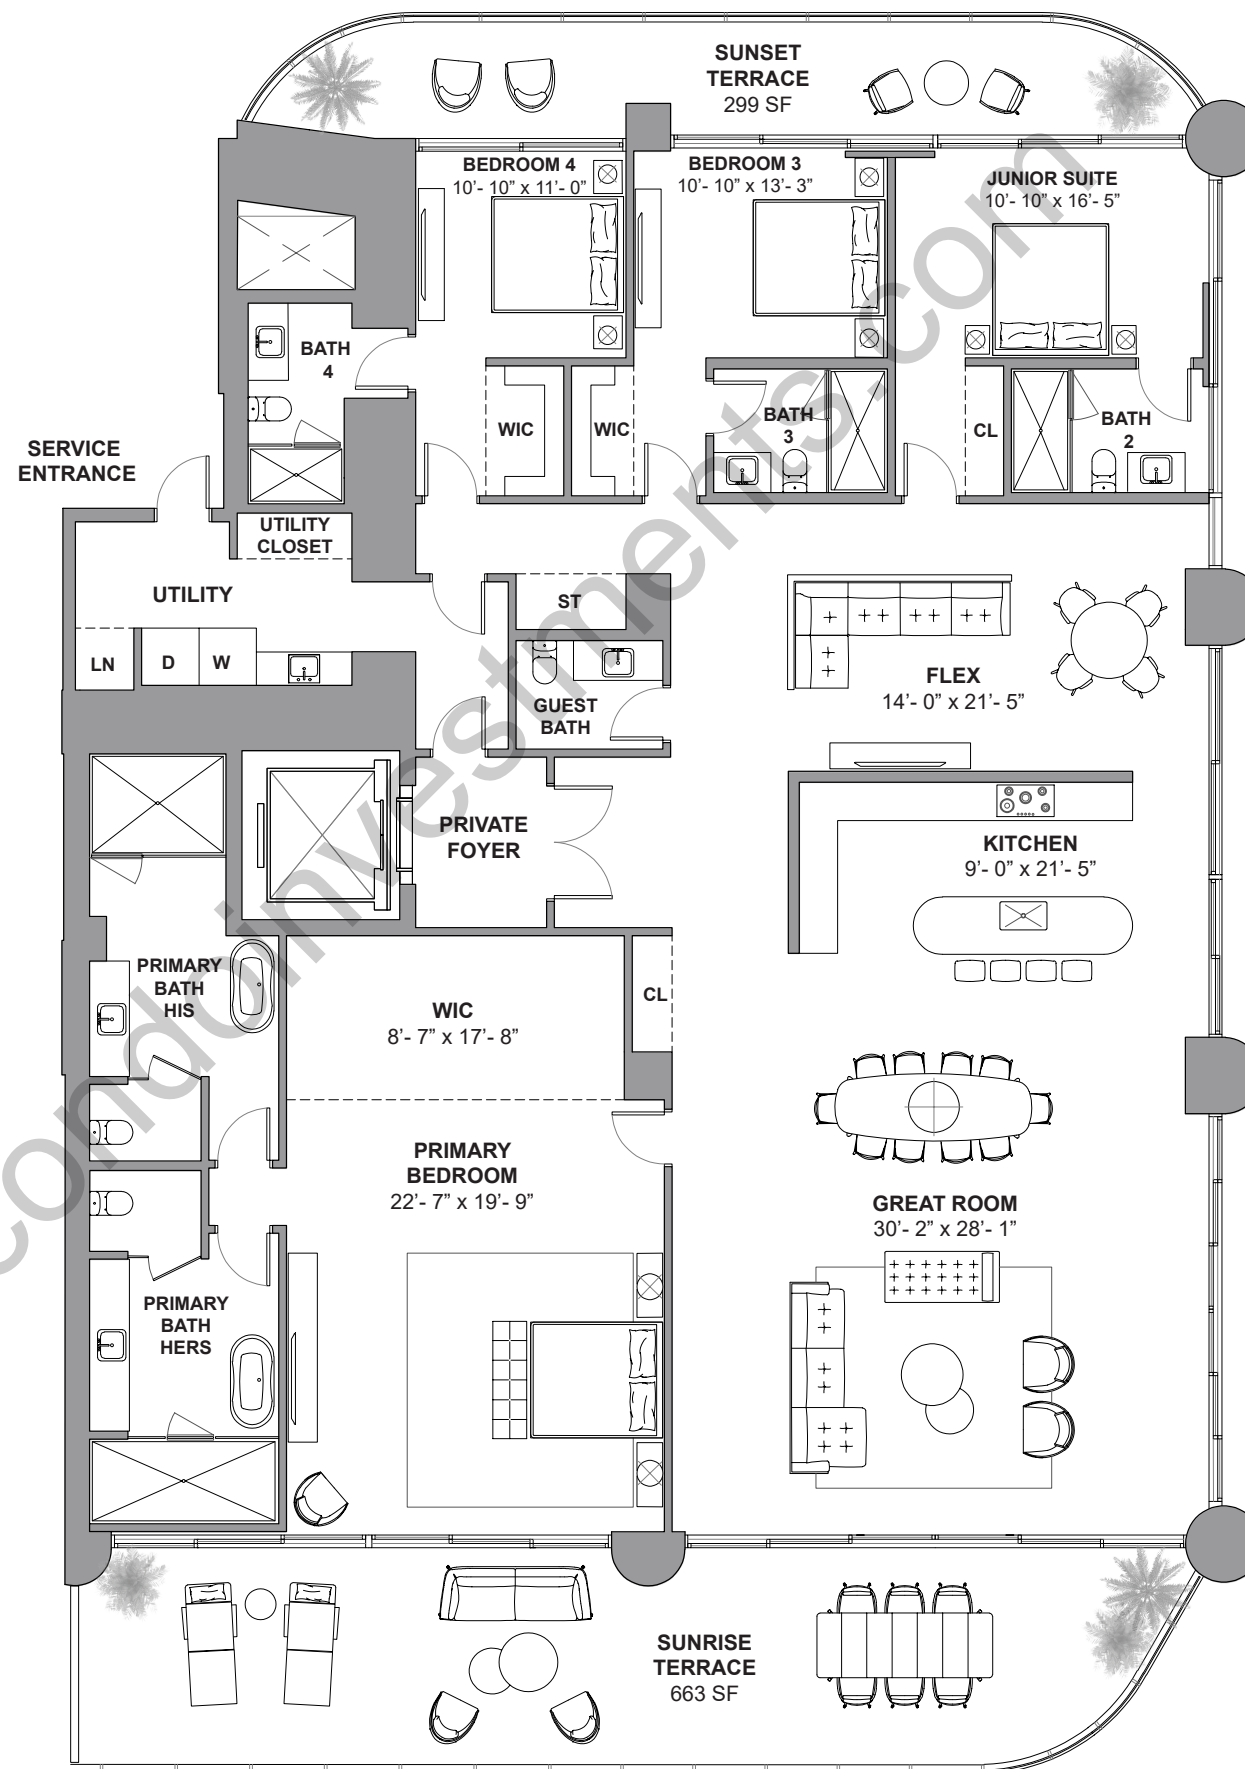 SUNSET
TERRACE
299 SF
BEDROOM 4
10’- 10” x 11’- 0”
BEDROOM 3
10’- 10” x 13’- 3”
JUNIOR SUITE
10’- 10” x 16’- 5”
BATH
4
WIC
WIC
BATH
3
CL
BATH
2
SERVICE
ENTRANCE
UTILITY
CLOSET
UTILITY
ST
LN
D
W
GUEST
BATH
FLEX
14’- 0” x 21’- 5”
PRIVATE
FOYER
KITCHEN
9’- 0” x 21’- 5”
PRIMARY
BATH
HIS
WIC
8’- 7” x 17’- 8”
CL
PRIMARY
BEDROOM
22’- 7” x 19’- 9”
GREAT ROOM
30’- 2” x 28’- 1”
PRIMARY
BATH
HERS
SUNRISE
TERRACE
663 SF
condoinvestments.com